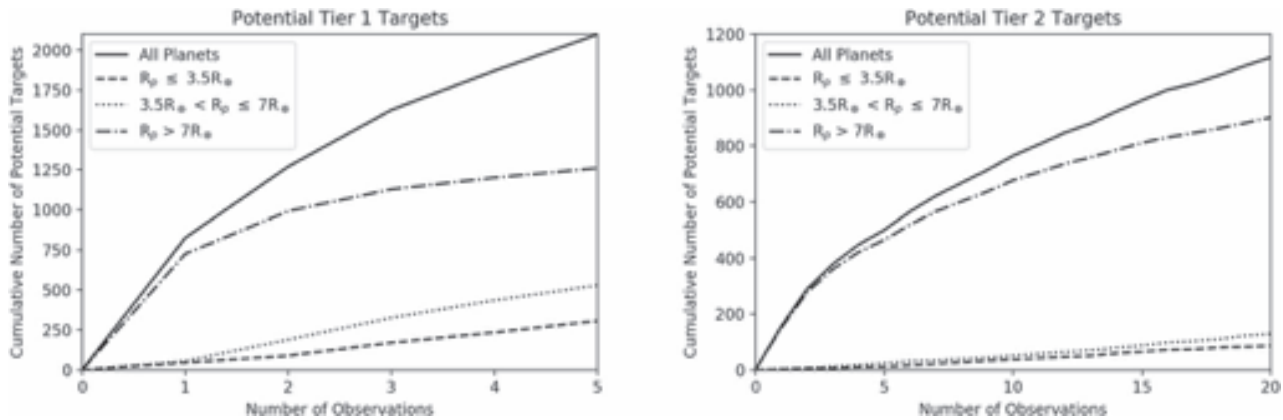 Potential Tier 1 Targets
Cumulative Number of Potential Targets
2000
1750
1500
1250
1000
750
500
250
0
All Planets
Rₚ ≤ 3.5R⊕
3.5R⊕ < Rₚ ≤ 7R⊕
Rₚ > 7R⊕
0 1 2 3 4 5
Number of Observations
Potential Tier 2 Targets
Cumulative Number of Potential Targets
1200
1000
800
600
400
200
0
All Planets
Rₚ ≤ 3.5R⊕
3.5R⊕ < Rₚ ≤ 7R⊕
Rₚ > 7R⊕
0 5 10 15 20
Number of Observations